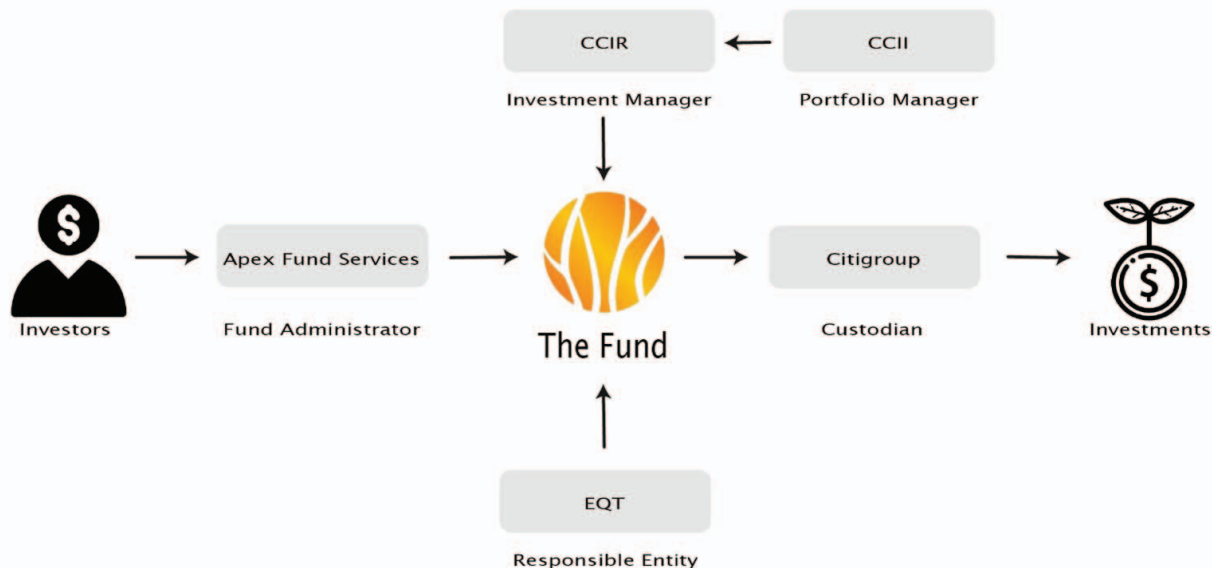 CCIR
CCII
Investment Manager
Portfolio Manager
$
Apex Fund Services
Citigroup
$
Investors
Fund Administrator
The Fund
Custodian
Investments
EQT
Responsible Entity